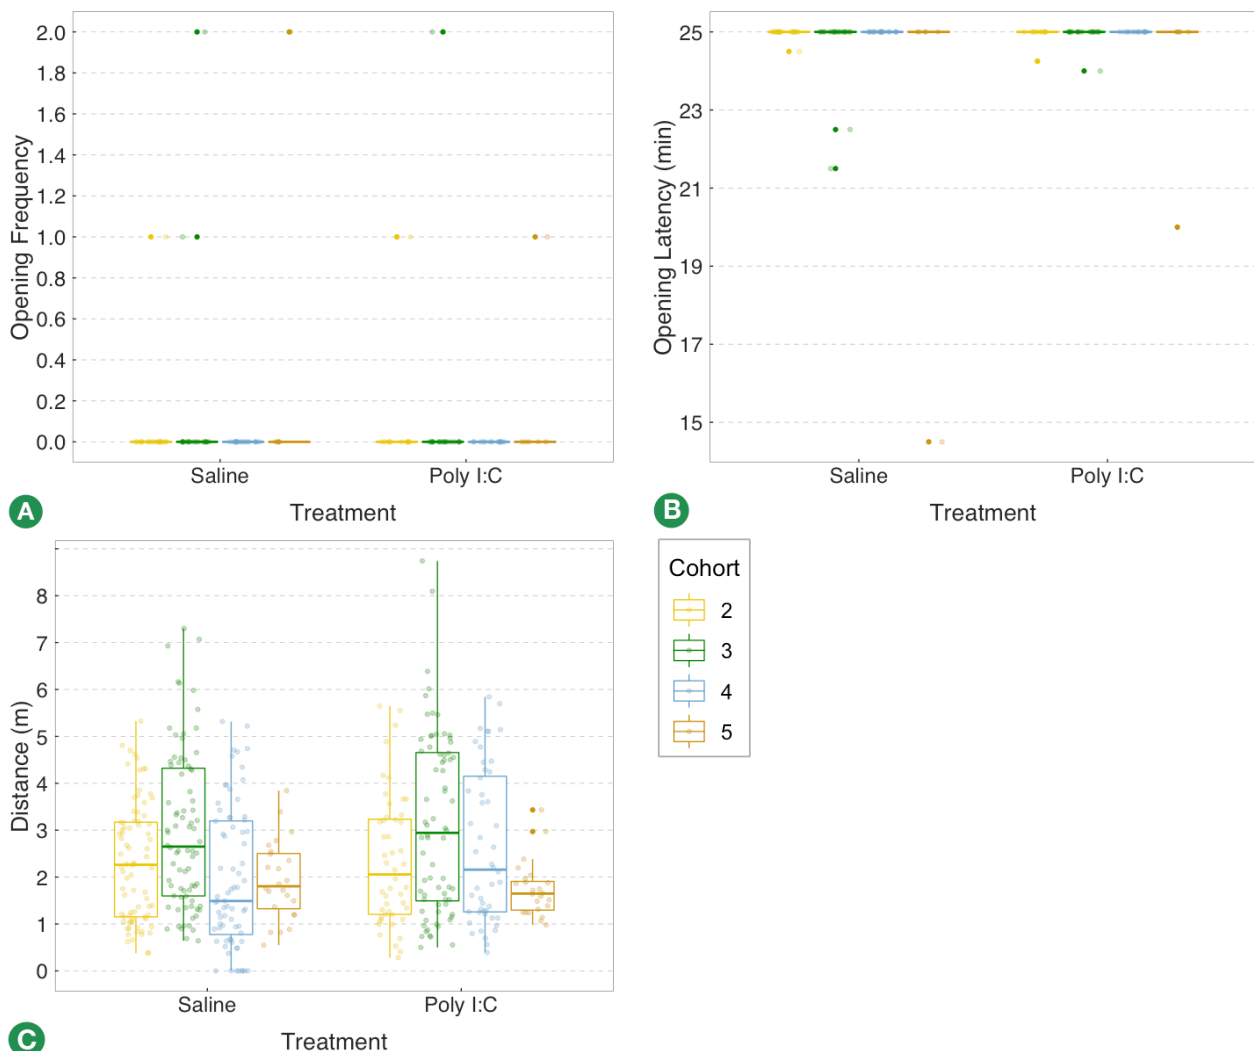 Opening Frequency
2.0
1.8
1.6
1.4
1.2
1.0
0.8
0.6
0.4
0.2
0.0
Saline
Poly I:C
Treatment
A
Opening Latency (min)
25
23
21
19
17
15
Saline
Poly I:C
Treatment
B
Distance (m)
8
7
6
5
4
3
2
1
0
Saline
Poly I:C
Treatment
C
Cohort
2
3
4
5